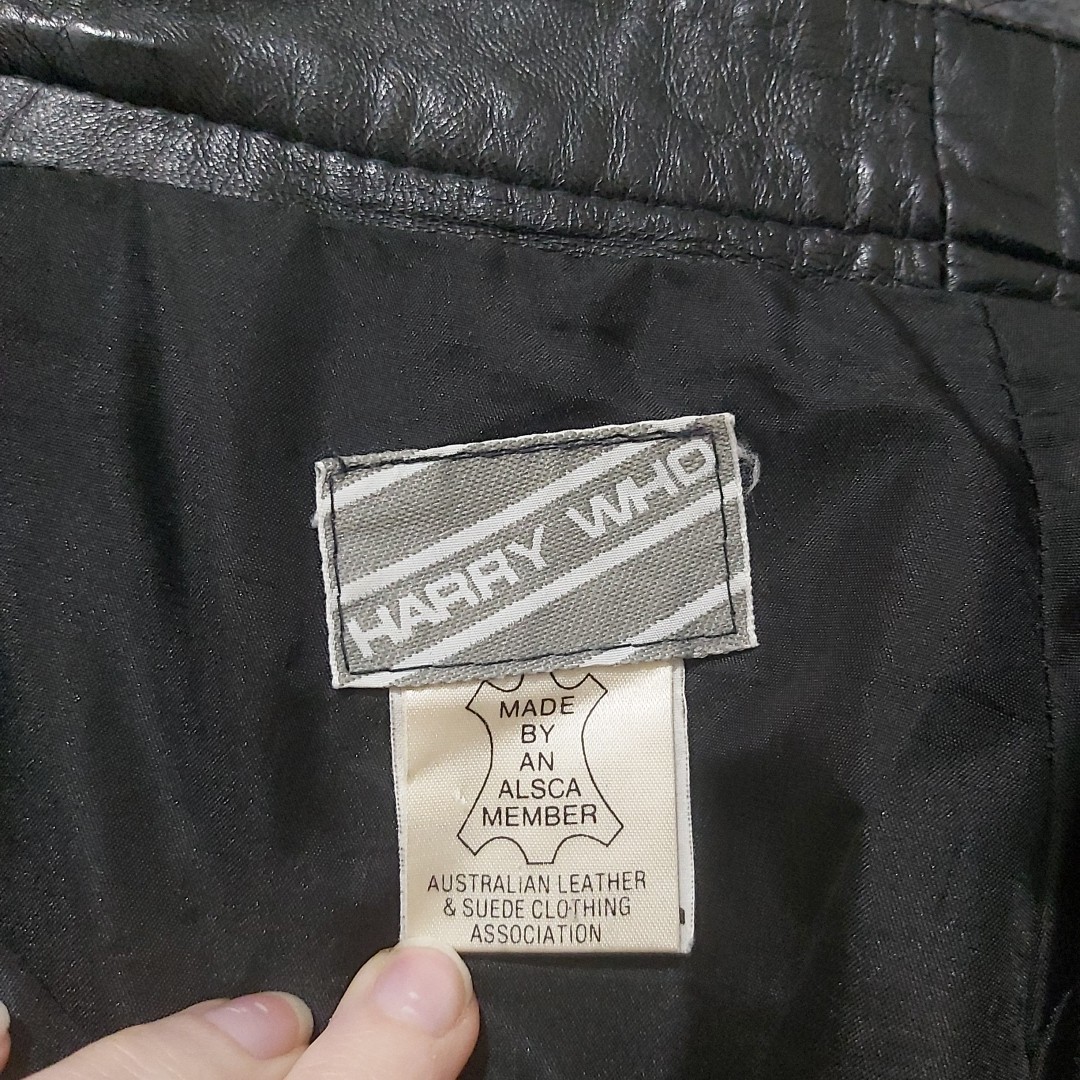 HARRY WHO
MADE
BY
AN
ALSCA
MEMBER
AUSTRALIAN LEATHER
& SUEDE CLOTHING
ASSOCIATION